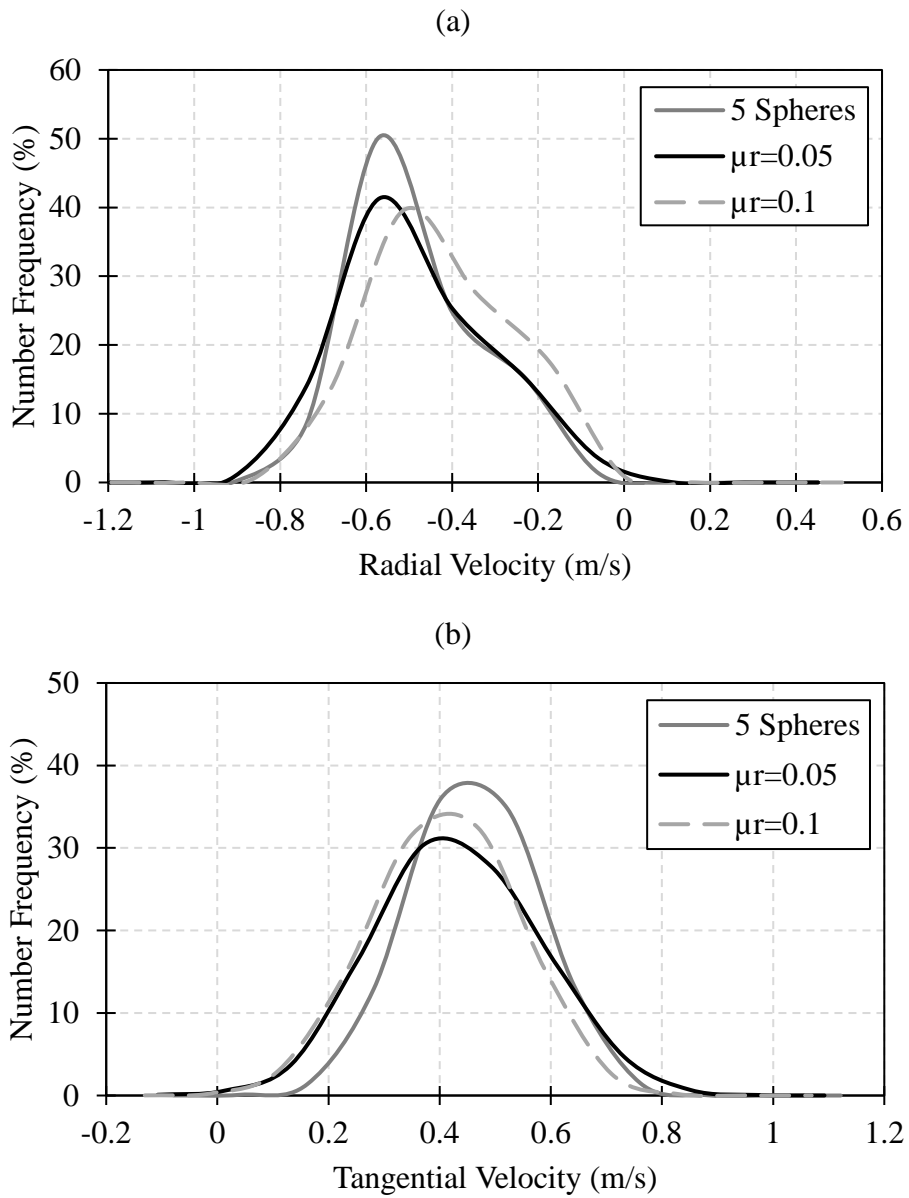 (a)
60
50
40
30
20
10
0
Number Frequency (%)
5 Spheres
µr=0.05
µr=0.1
-1.2 -1 -0.8 -0.6 -0.4 -0.2 0 0.2 0.4 0.6
Radial Velocity (m/s)
(b)
50
40
30
20
10
0
Number Frequency (%)
5 Spheres
µr=0.05
µr=0.1
-0.2 0 0.2 0.4 0.6 0.8 1 1.2
Tangential Velocity (m/s)